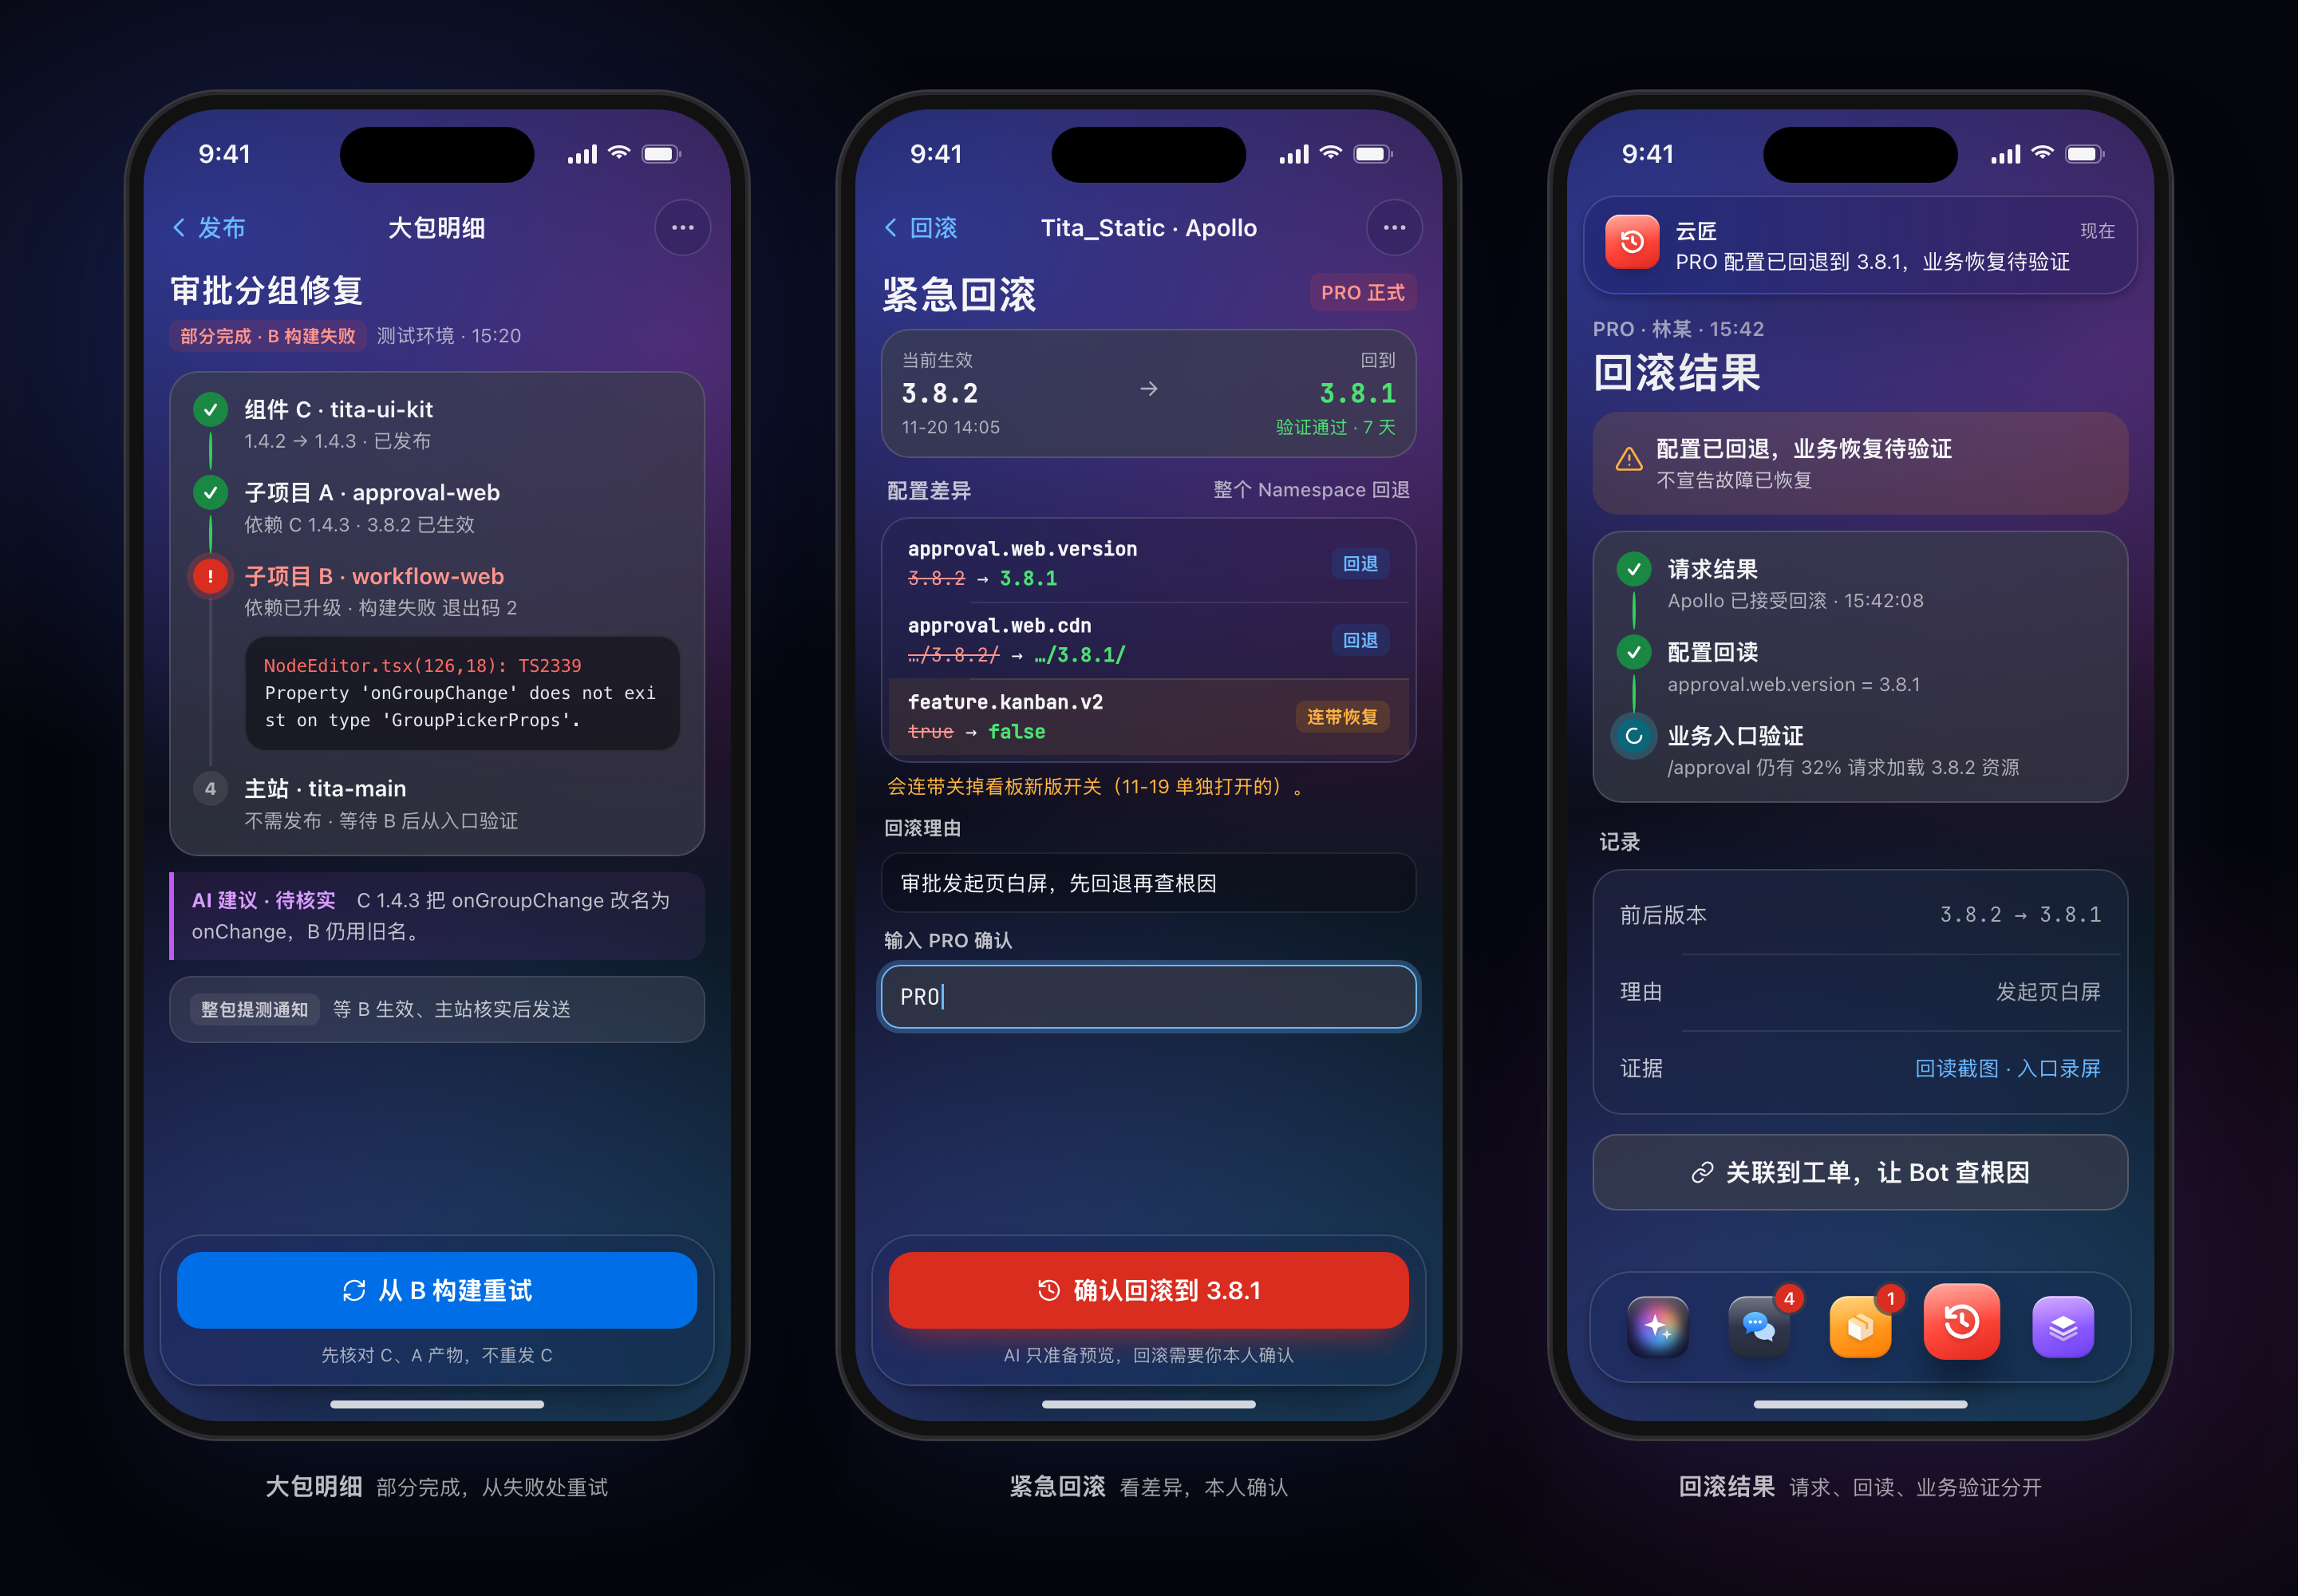 9:41
发布
大包明细
审批分组修复
部分完成 · B 构建失败 测试环境 · 15:20
组件 C · tita-ui-kit
1.4.2 → 1.4.3 · 已发布
子项目 A · approval-web
依赖 C 1.4.3 · 3.8.2 已生效
!
子项目 B · workflow-web
依赖已升级 · 构建失败 退出码 2
NodeEditor.tsx(126,18): TS2339
Property 'onGroupChange' does not exi
st on type 'GroupPickerProps'.
4
主站 · tita-main
不需发布 · 等待 B 后从入口验证
AI 建议 · 待核实 C 1.4.3 把 onGroupChange 改名为
onChange，B 仍用旧名。
整包提测通知 等 B 生效、主站核实后发送
从 B 构建重试
先核对 C、A 产物，不重发 C
大包明细 部分完成，从失败处重试
9:41
回滚
Tita_Static · Apollo
紧急回滚
PRO 正式
当前生效
回到
3.8.2
→
3.8.1
11-20 14:05
验证通过 · 7 天
配置差异
整个 Namespace 回退
approval.web.version
3.8.2 → 3.8.1
回退
approval.web.cdn
…/3.8.2/ → …/3.8.1/
回退
feature.kanban.v2
true → false
连带恢复
会连带关掉看板新版开关（11-19 单独打开的）。
回滚理由
审批发起页白屏，先回退再查根因
输入 PRO 确认
PRO
确认回滚到 3.8.1
AI 只准备预览，回滚需要你本人确认
紧急回滚 看差异，本人确认
9:41
云匠
现在
PRO 配置已回退到 3.8.1，业务恢复待验证
PRO · 林某 · 15:42
回滚结果
配置已回退，业务恢复待验证
不宣告故障已恢复
请求结果
Apollo 已接受回滚 · 15:42:08
配置回读
approval.web.version = 3.8.1
业务入口验证
/approval 仍有 32% 请求加载 3.8.2 资源
记录
前后版本
3.8.2 → 3.8.1
理由
发起页白屏
证据
回读截图 · 入口录屏
关联到工单，让 Bot 查根因
4
1
回滚结果 请求、回读、业务验证分开